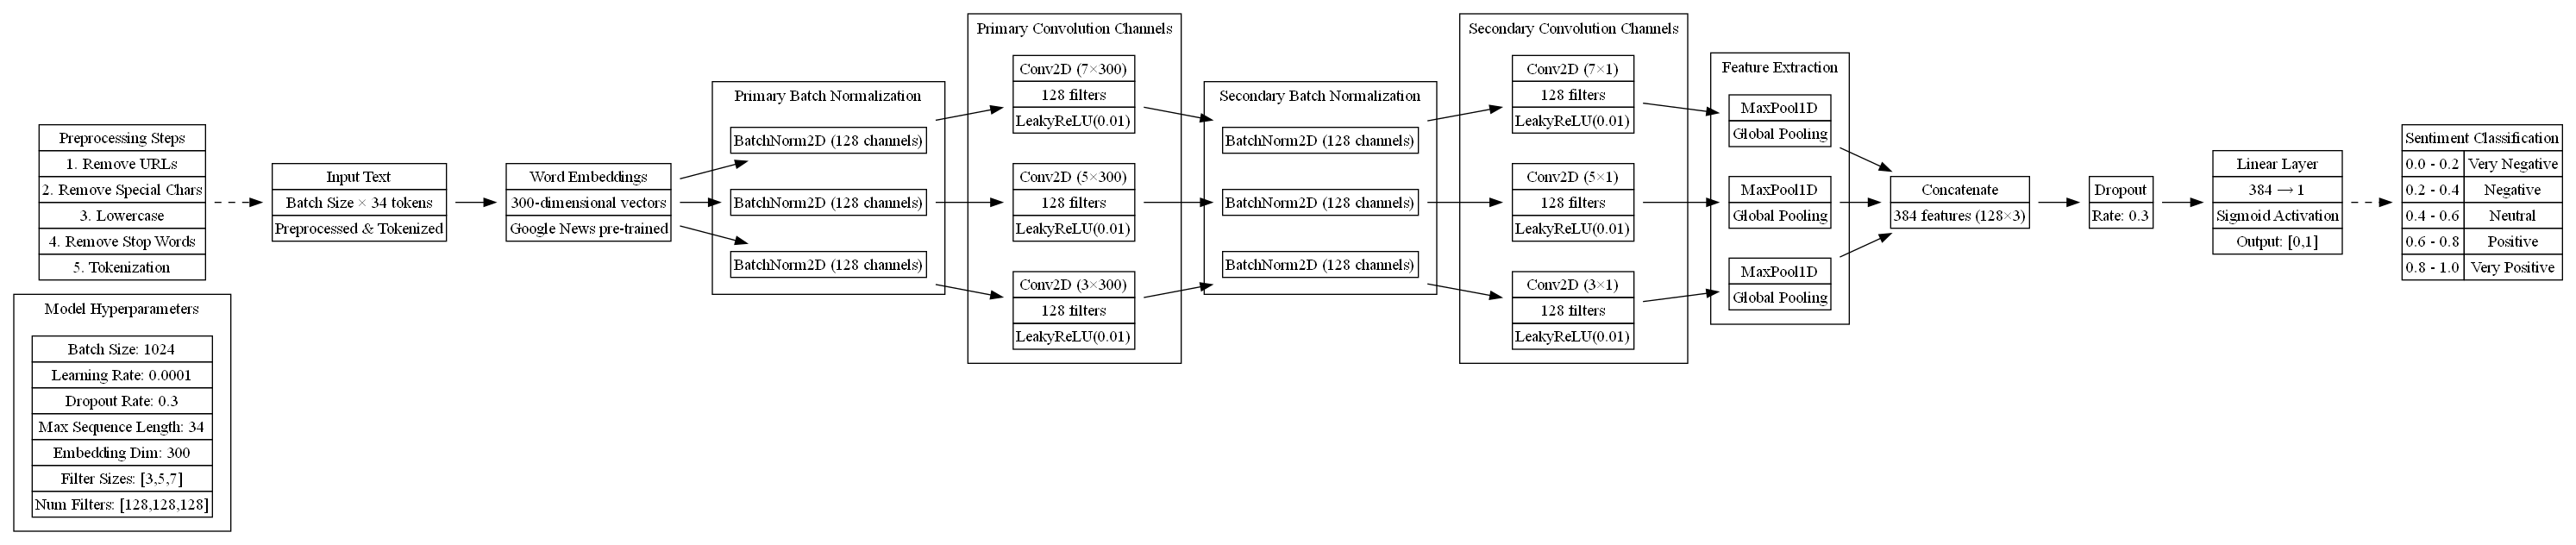 Preprocessing Steps
1. Remove URLs
2. Remove Special Chars
3. Lowercase
4. Remove Stop Words
5. Tokenization
Model Hyperparameters
Batch Size: 1024
Learning Rate: 0.0001
Dropout Rate: 0.3
Max Sequence Length: 34
Embedding Dim: 300
Filter Sizes: [3,5,7]
Num Filters: [128,128,128]
Input Text
Batch Size × 34 tokens
Preprocessed & Tokenized
Word Embeddings
300-dimensional vectors
Google News pre-trained
Primary Batch Normalization
BatchNorm2D (128 channels)
BatchNorm2D (128 channels)
BatchNorm2D (128 channels)
Primary Convolution Channels
Conv2D (7×300)
128 filters
LeakyReLU(0.01)
Conv2D (5×300)
128 filters
LeakyReLU(0.01)
Conv2D (3×300)
128 filters
LeakyReLU(0.01)
Secondary Batch Normalization
BatchNorm2D (128 channels)
BatchNorm2D (128 channels)
BatchNorm2D (128 channels)
Secondary Convolution Channels
Conv2D (7×1)
128 filters
LeakyReLU(0.01)
Conv2D (5×1)
128 filters
LeakyReLU(0.01)
Conv2D (3×1)
128 filters
LeakyReLU(0.01)
Feature Extraction
MaxPool1D
Global Pooling
MaxPool1D
Global Pooling
MaxPool1D
Global Pooling
Concatenate
384 features (128×3)
Dropout
Rate: 0.3
Linear Layer
384 → 1
Sigmoid Activation
Output: [0,1]
Sentiment Classification
0.0 - 0.2 Very Negative
0.2 - 0.4 Negative
0.4 - 0.6 Neutral
0.6 - 0.8 Positive
0.8 - 1.0 Very Positive